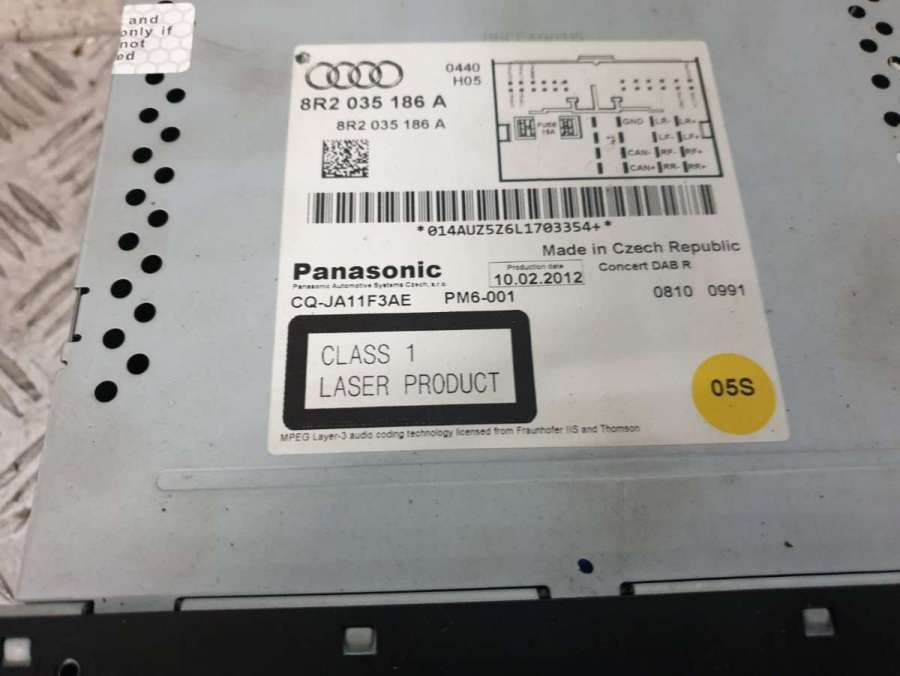 and
only if
not
ed
0440
H05
8R2 035 186 A
8R2 035 186 A
FUSE
15A
GND LR- LR+
LF- LF+
CAN- RF- RF+
CAN+ RR- RR+
*014AUZ5Z6L1703354+*
Made in Czech Republic
Panasonic
Panasonic Automotive Systems Czech, s.r.o.
Production date
10.02.2012
Concert DAB R
CQ-JA11F3AE PM6-001
0810 0991
CLASS 1
LASER PRODUCT
05S
MPEG Layer-3 audio coding technology licensed from Fraunhofer IIS and Thomson